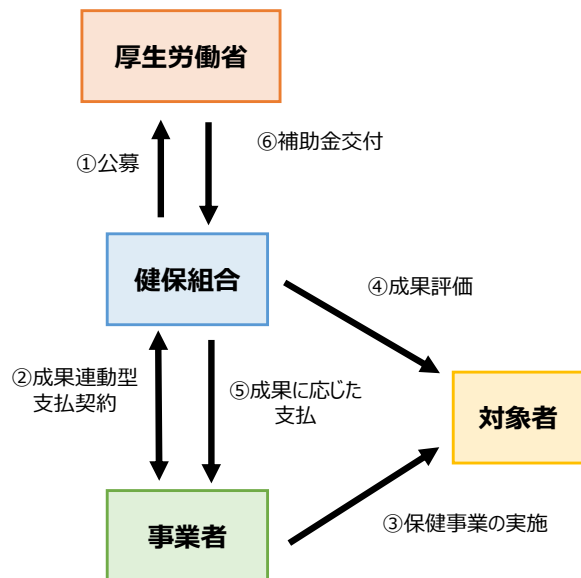 厚生労働省
①公募
⑥補助金交付
健保組合
④成果評価
②成果連動型
支払契約
⑤成果に応じた
支払
対象者
③保健事業の実施
事業者